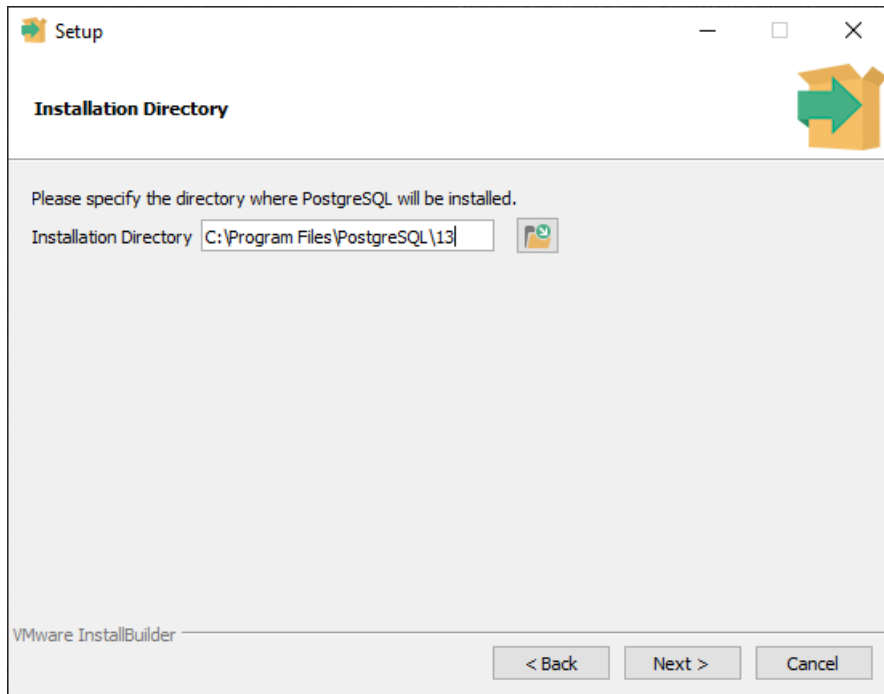 Setup
Installation Directory
Please specify the directory where PostgreSQL will be installed.
Installation Directory C:\Program Files\PostgreSQL\13
VMware InstallBuilder
< Back Next > Cancel